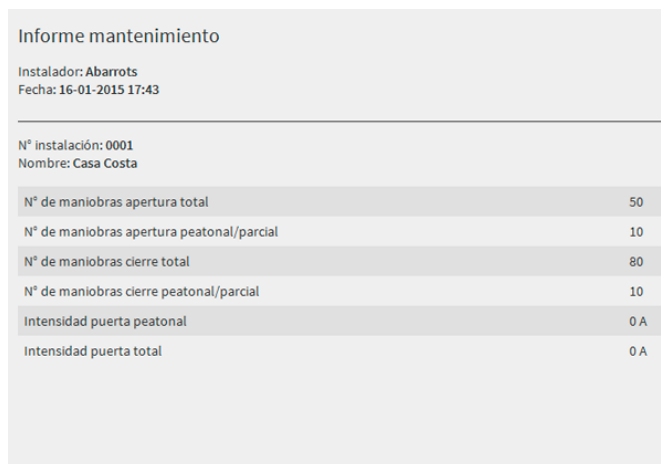 Informe mantenimiento
Instalador: Abarrots
Fecha: 16-01-2015 17:43
N° instalación: 0001
Nombre: Casa Costa
N° de maniobras apertura total 50
N° de maniobras apertura peatonal/parcial 10
N° de maniobras cierre total 80
N° de maniobras cierre peatonal/parcial 10
Intensidad puerta peatonal 0 A
Intensidad puerta total 0 A